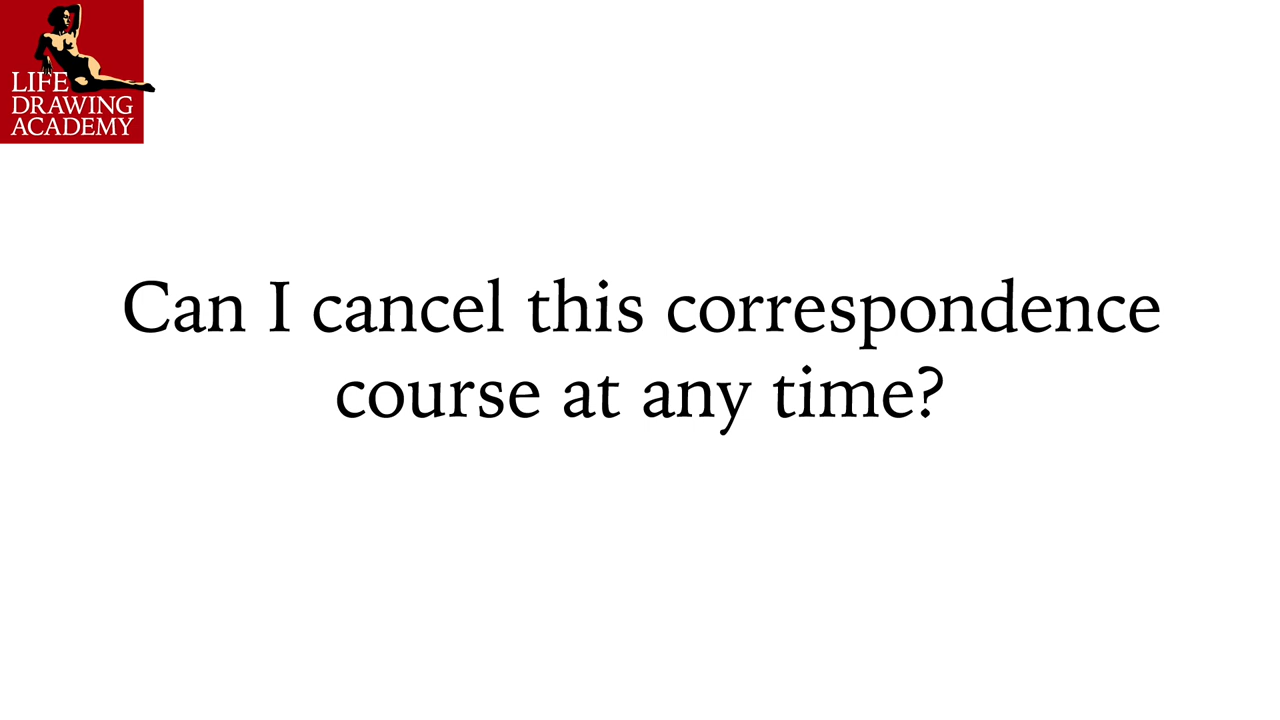 LIFE
DRAWING
ACADEMY
Can I cancel this correspondence
course at any time?